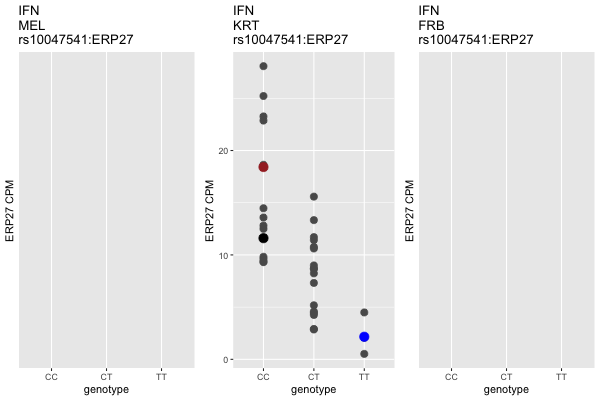 IFN
MEL
rs10047541:ERP27
ERP27 CPM
CC CT TT
genotype
IFN
KRT
rs10047541:ERP27
ERP27 CPM
20
10
0
CC CT TT
genotype
IFN
FRB
rs10047541:ERP27
ERP27 CPM
CC CT TT
genotype